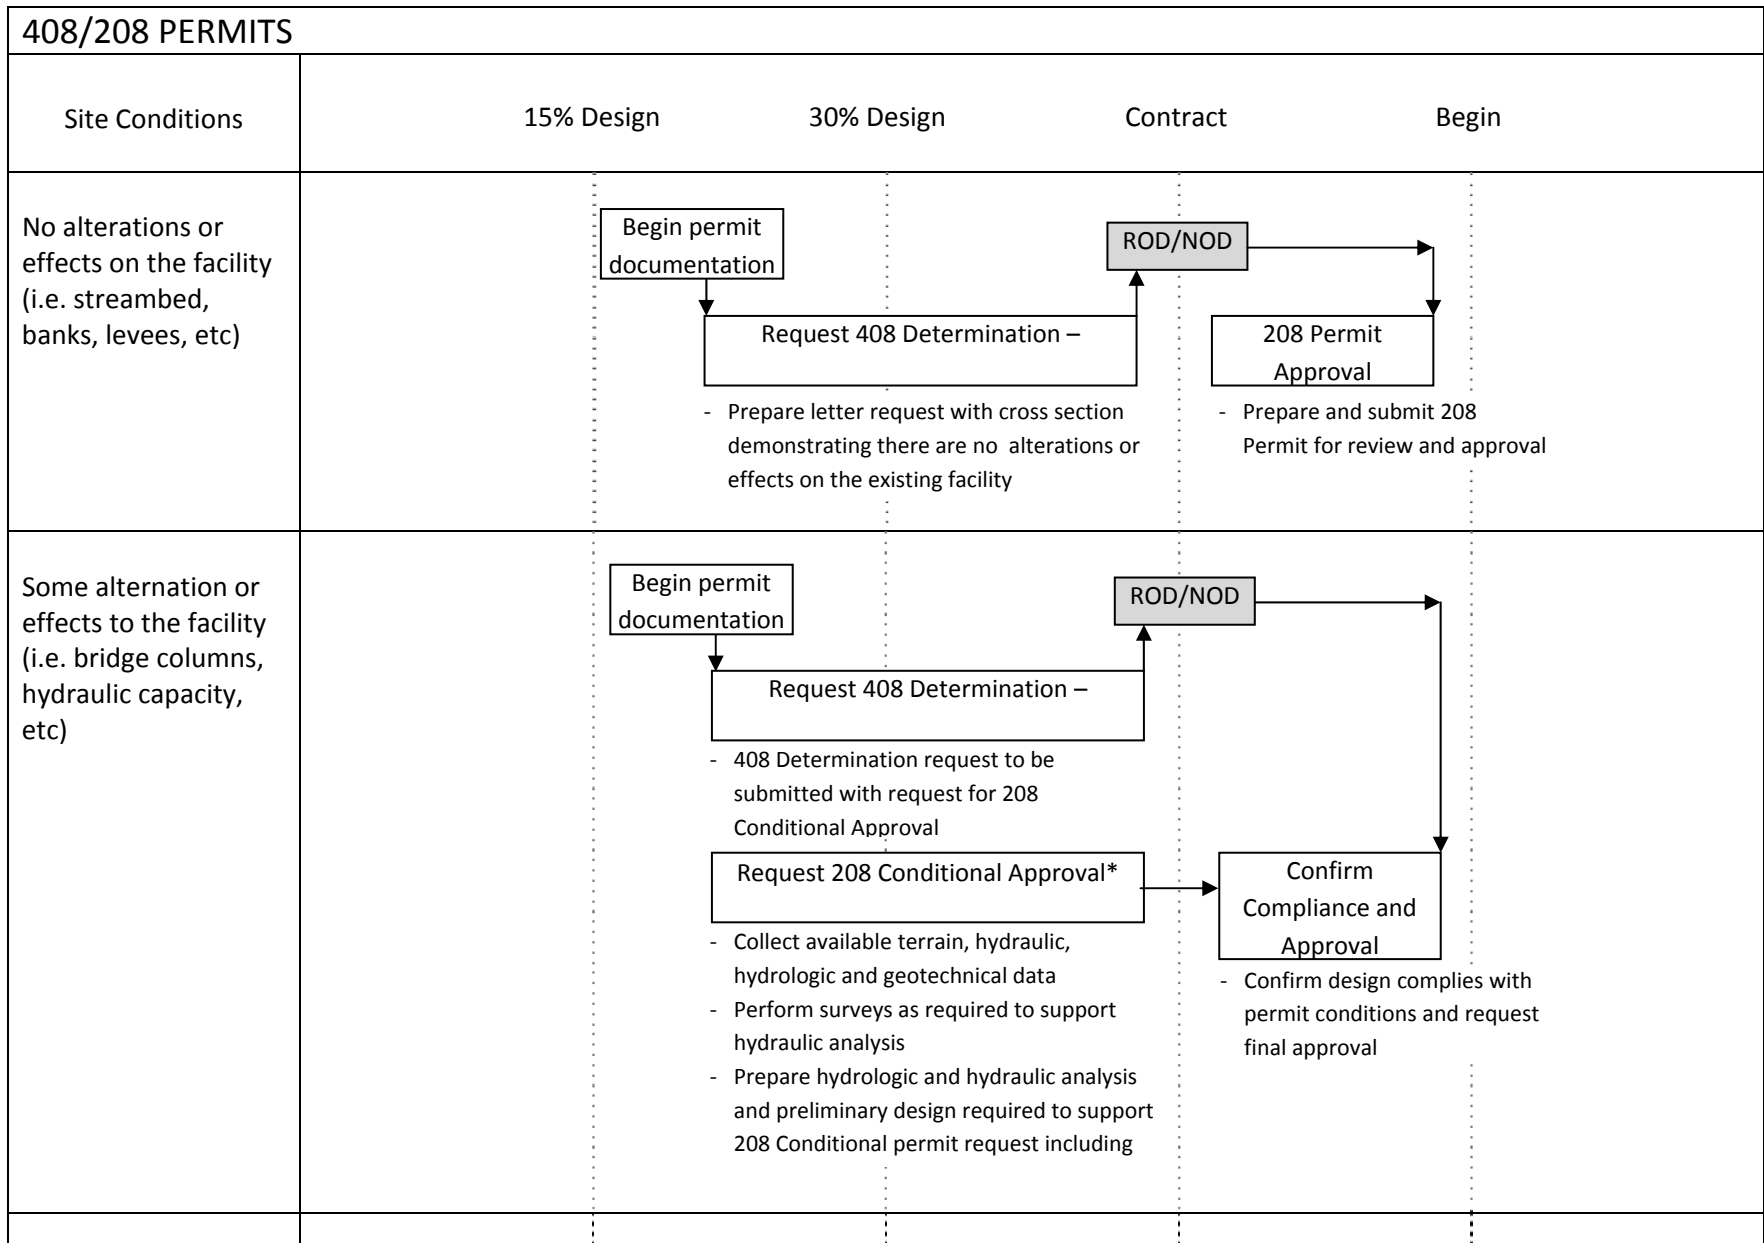 408/208 PERMITS
Site Conditions
15% Design
30% Design
Contract
Begin
No alterations or
effects on the facility
(i.e. streambed,
banks, levees, etc)
Begin permit
documentation
ROD/NOD
Request 408 Determination –
208 Permit
Approval
- Prepare letter request with cross section
demonstrating there are no alterations or
effects on the existing facility
- Prepare and submit 208
Permit for review and approval
Some alternation or
effects to the facility
(i.e. bridge columns,
hydraulic capacity,
etc)
Begin permit
documentation
ROD/NOD
Request 408 Determination –
- 408 Determination request to be
submitted with request for 208
Conditional Approval
Request 208 Conditional Approval*
Confirm
Compliance and
Approval
- Collect available terrain, hydraulic,
hydrologic and geotechnical data
- Perform surveys as required to support
hydraulic analysis
- Prepare hydrologic and hydraulic analysis
and preliminary design required to support
208 Conditional permit request including
- Confirm design complies with
permit conditions and request
final approval